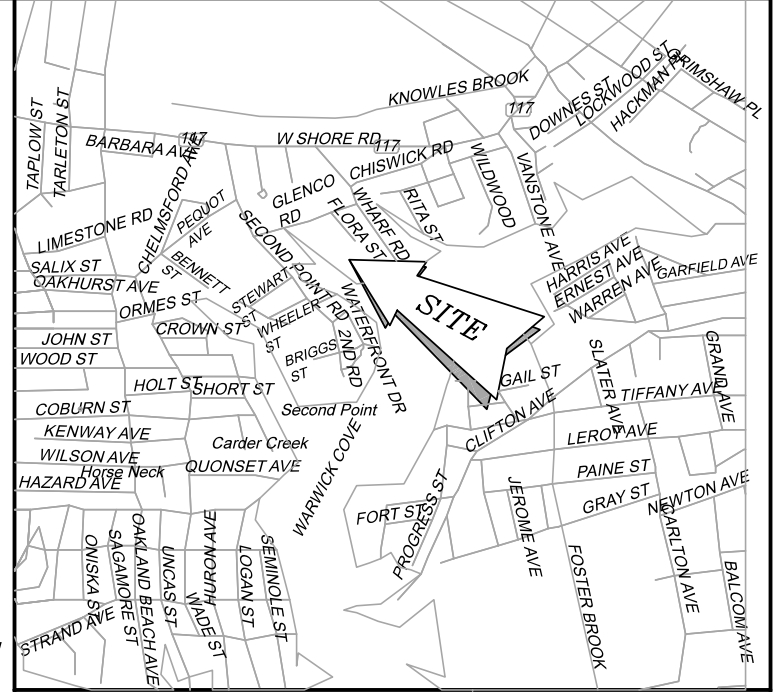 KNOWLES BROOK
117
DOWNES ST
LOCKWOOD ST
HACKMAN PL
GRIMSHAW PL
TAPLOW ST
TARLETON ST
BARBARA AVE
117
W SHORE RD
117
CHISWICK RD
WILDWOOD
VANSTONE AVE
CHELMSFORD AVE
PEQUOT
AVE
GLENCO
RD
FLORA ST
WHARF RD
RITA ST
LIMESTONE RD
SECOND POINT RD
SALIX ST
OAKHURST AVE
BENNETT
ST
STEWART
ST
WHEELER
ST
WATERFRONT DR
HARRIS AVE
ERNEST AVE
WARREN AVE
GARFIELD AVE
SITE
ORMES ST
CROWN ST
2ND RD
BRIGGS
ST
JOHN ST
WOOD ST
HOLT ST
SHORT ST
GAIL ST
SLATER AVE
GRAND AVE
TIFFANY AVE
CLIFTON AVE
COBURN ST
Second Point
KENWAY AVE
Carder Creek
LEROY AVE
WILSON AVE
Horse Neck
QUONSET AVE
HAZARD AVE
WARWICK COVE
PAINE ST
GRAY ST
NEWTON AVE
FORT ST
PROGRESS ST
JEROME AVE
FOSTER BROOK
CARLTON AVE
BALCOM AVE
ONISKA ST
SAGAMORE ST
OAKLAND BEACH AVE
UNCAS ST
HURON AVE
WADE ST
LOGAN ST
SEMINOLE ST
STRAND AVE